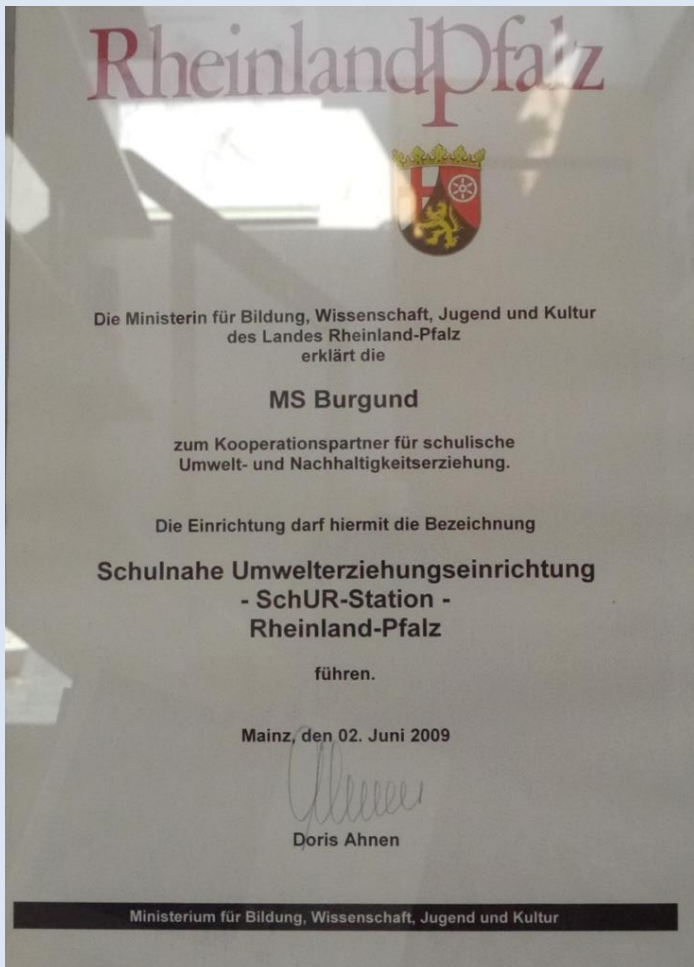 RheinlandPfalz
Die Ministerin für Bildung, Wissenschaft, Jugend und Kultur
des Landes Rheinland-Pfalz
erklärt die
MS Burgund
zum Kooperationspartner für schulische
Umwelt- und Nachhaltigkeitserziehung.
Die Einrichtung darf hiermit die Bezeichnung
Schulnahe Umwelterziehungseinrichtung
- SchUR-Station -
Rheinland-Pfalz
führen.
Mainz, den 02. Juni 2009
Doris Ahnen
Ministerium für Bildung, Wissenschaft, Jugend und Kultur